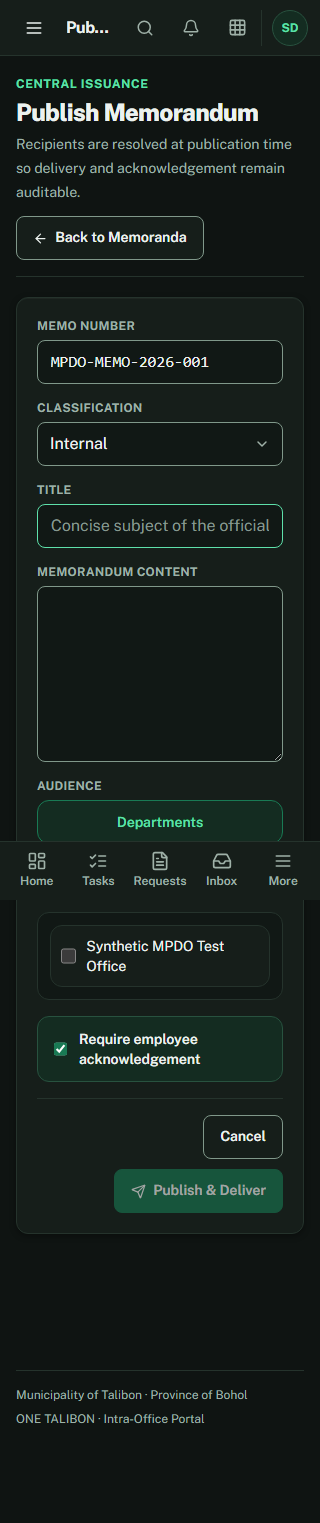 Pub...
SD
CENTRAL ISSUANCE
Publish Memorandum
Recipients are resolved at publication time
so delivery and acknowledgement remain
auditable.
← Back to Memoranda
MEMO NUMBER
MPDO-MEMO-2026-001
CLASSIFICATION
Internal
TITLE
Concise subject of the official
MEMORANDUM CONTENT
AUDIENCE
Departments
Home Tasks Requests Inbox More
Synthetic MPDO Test
Office
Require employee
acknowledgement
Cancel
Publish & Deliver
Municipality of Talibon · Province of Bohol
ONE TALIBON · Intra-Office Portal